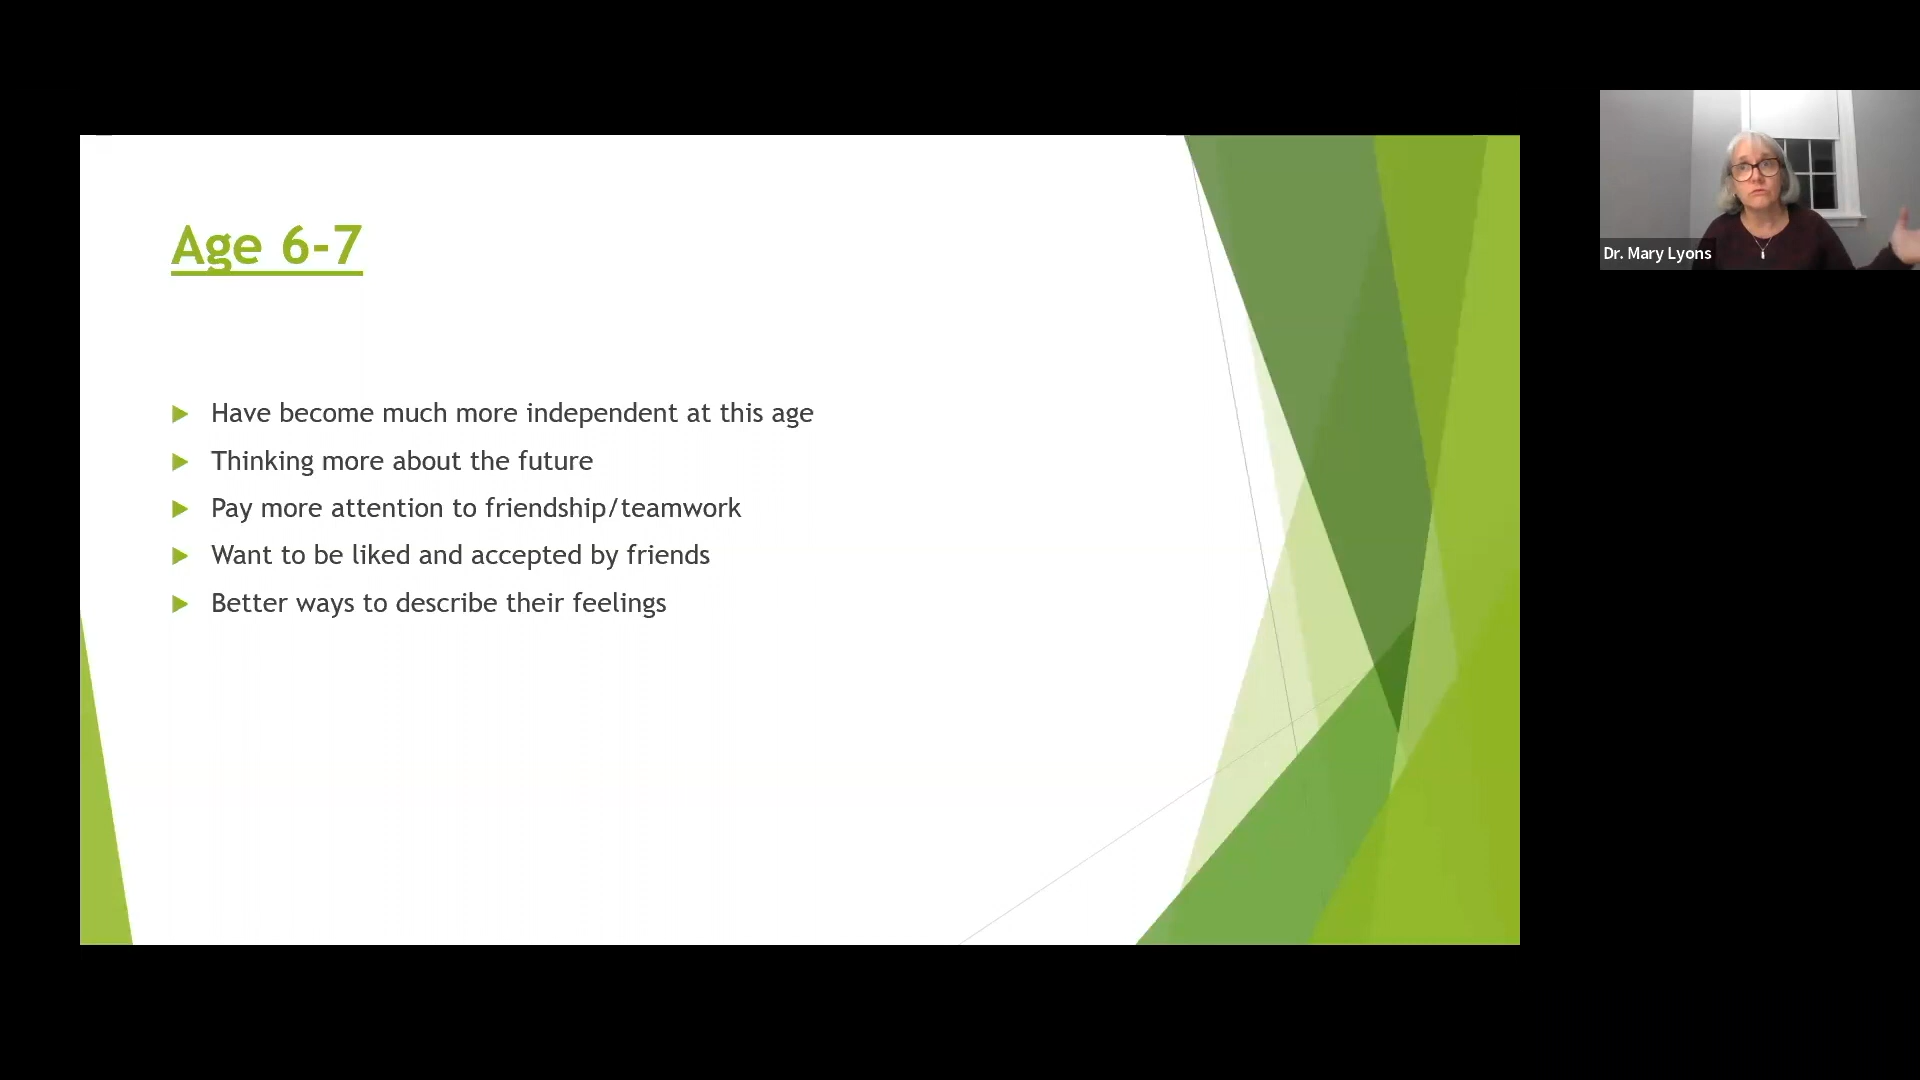 Age 6-7
Have become much more independent at this age
Thinking more about the future
Pay more attention to friendship/teamwork
Want to be liked and accepted by friends
Better ways to describe their feelings
Dr. Mary Lyons